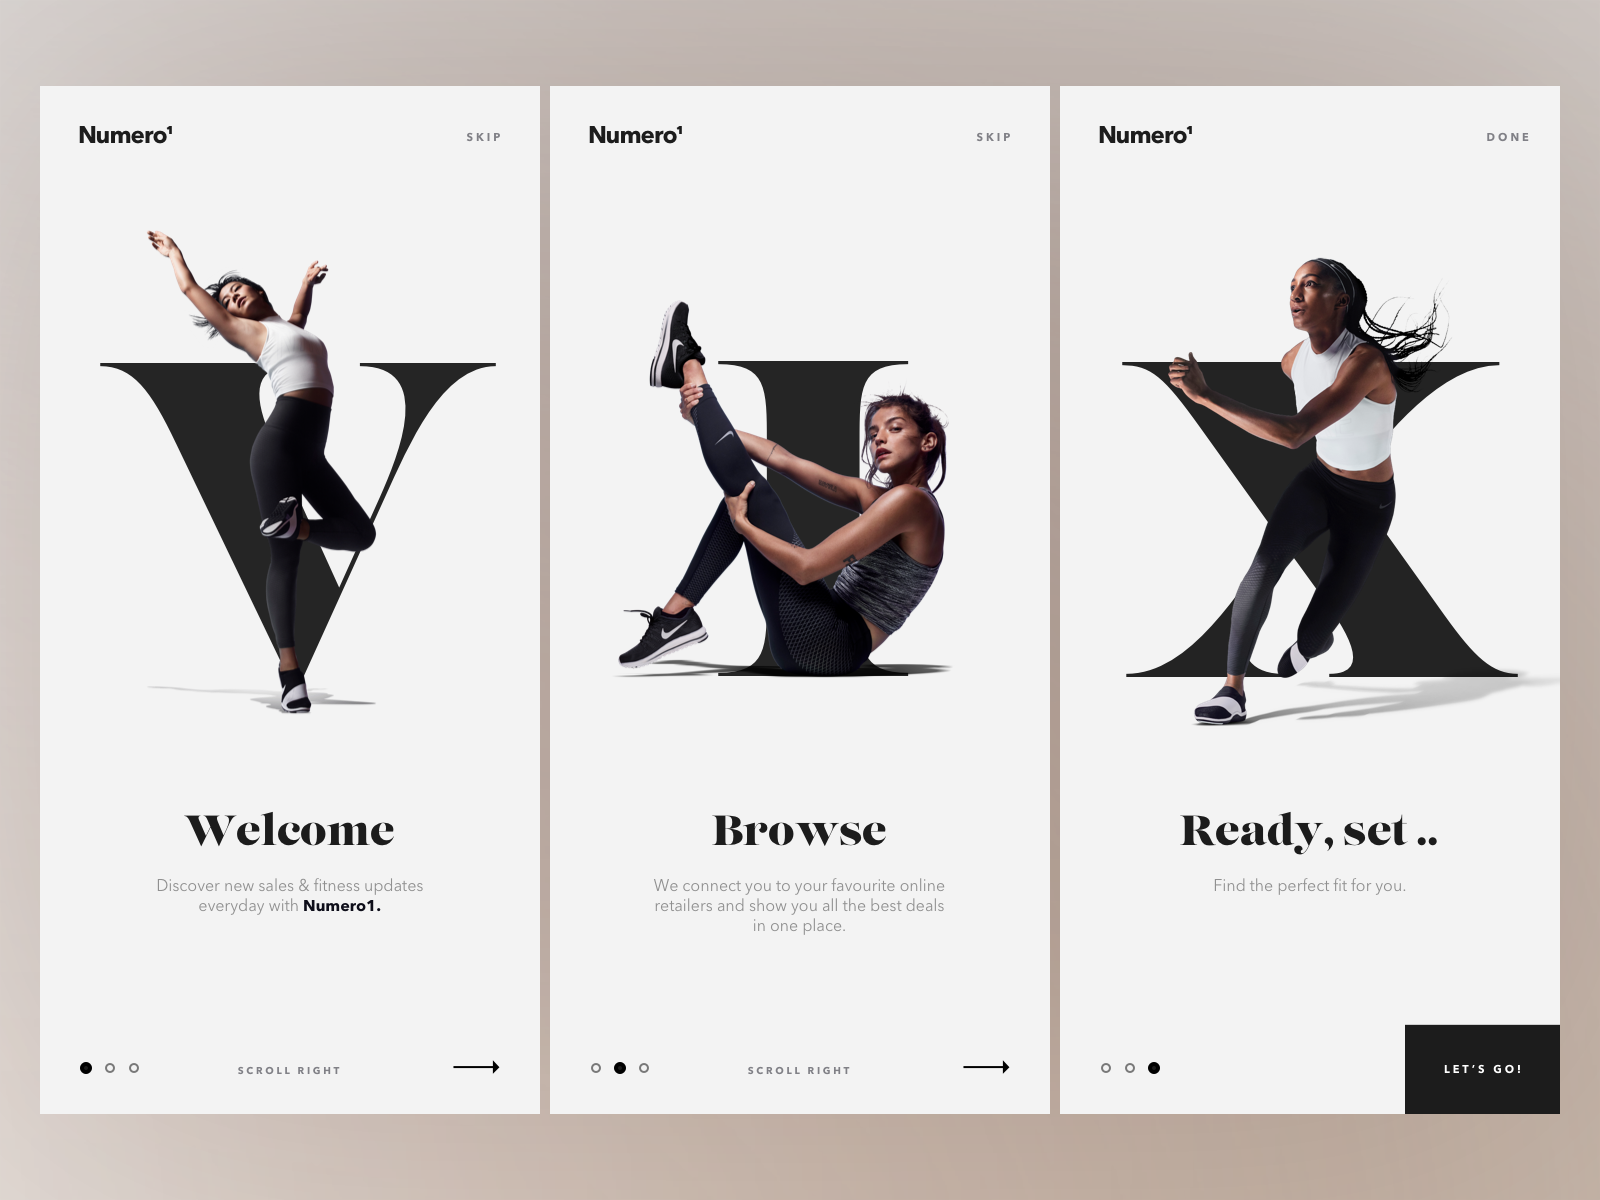 Numero¹
SKIP
V
Welcome
Discover new sales & fitness updates
everyday with Numero1.
SCROLL RIGHT
Numero¹
SKIP
I
Browse
We connect you to your favourite online
retailers and show you all the best deals
in one place.
SCROLL RIGHT
Numero¹
DONE
X
Ready, set ..
Find the perfect fit for you.
LET’S GO!